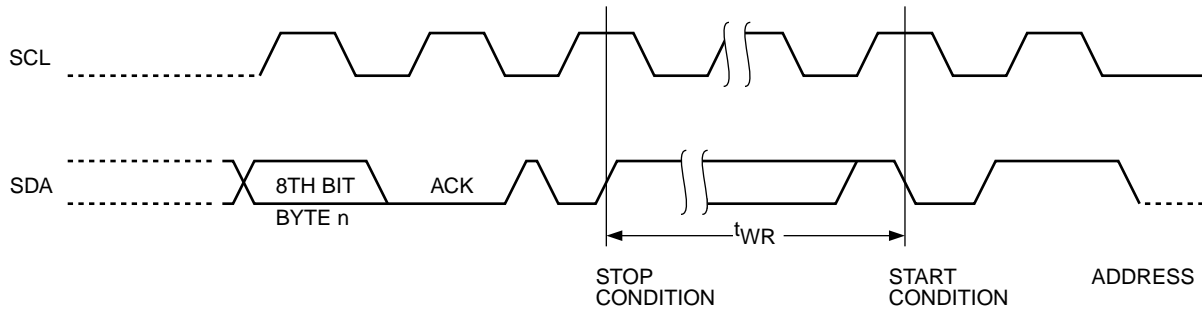 SCL
SDA
8TH BIT
BYTE n
ACK
tWR
STOP
CONDITION
START
CONDITION
ADDRESS